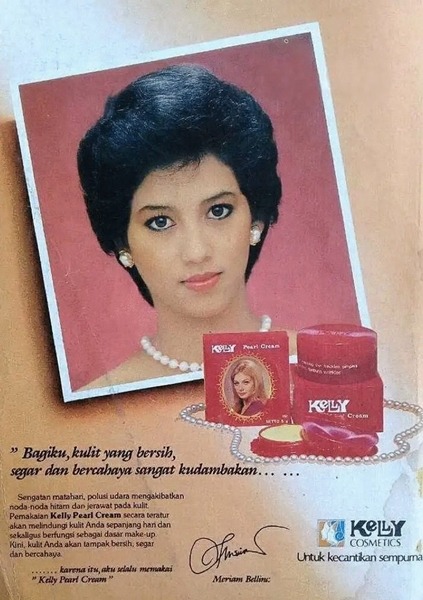 KELLY Pearl Cream
KELLY
Cream
" Bagiku, kulit yang bersih,
segar dan bercahaya sangat kudambakan... ...
Sengatan matahari, polusi udara mengakibatkan
noda-noda hitam dan jerawat pada kulit.
Pemakaian Kelly Pearl Cream secara teratur
akan melindungi kulit Anda sepanjang hari dan
sekaligus berfungsi sebagai dasar make-up.
Kini, kulit Anda akan tampak bersih, segar
dan bercahaya.
........ karena itu, aku selalu memakai
" Kelly Pearl Cream "
Meriam Bellina
KELLY
COSMETICS
Untuk kecantikan sempurna